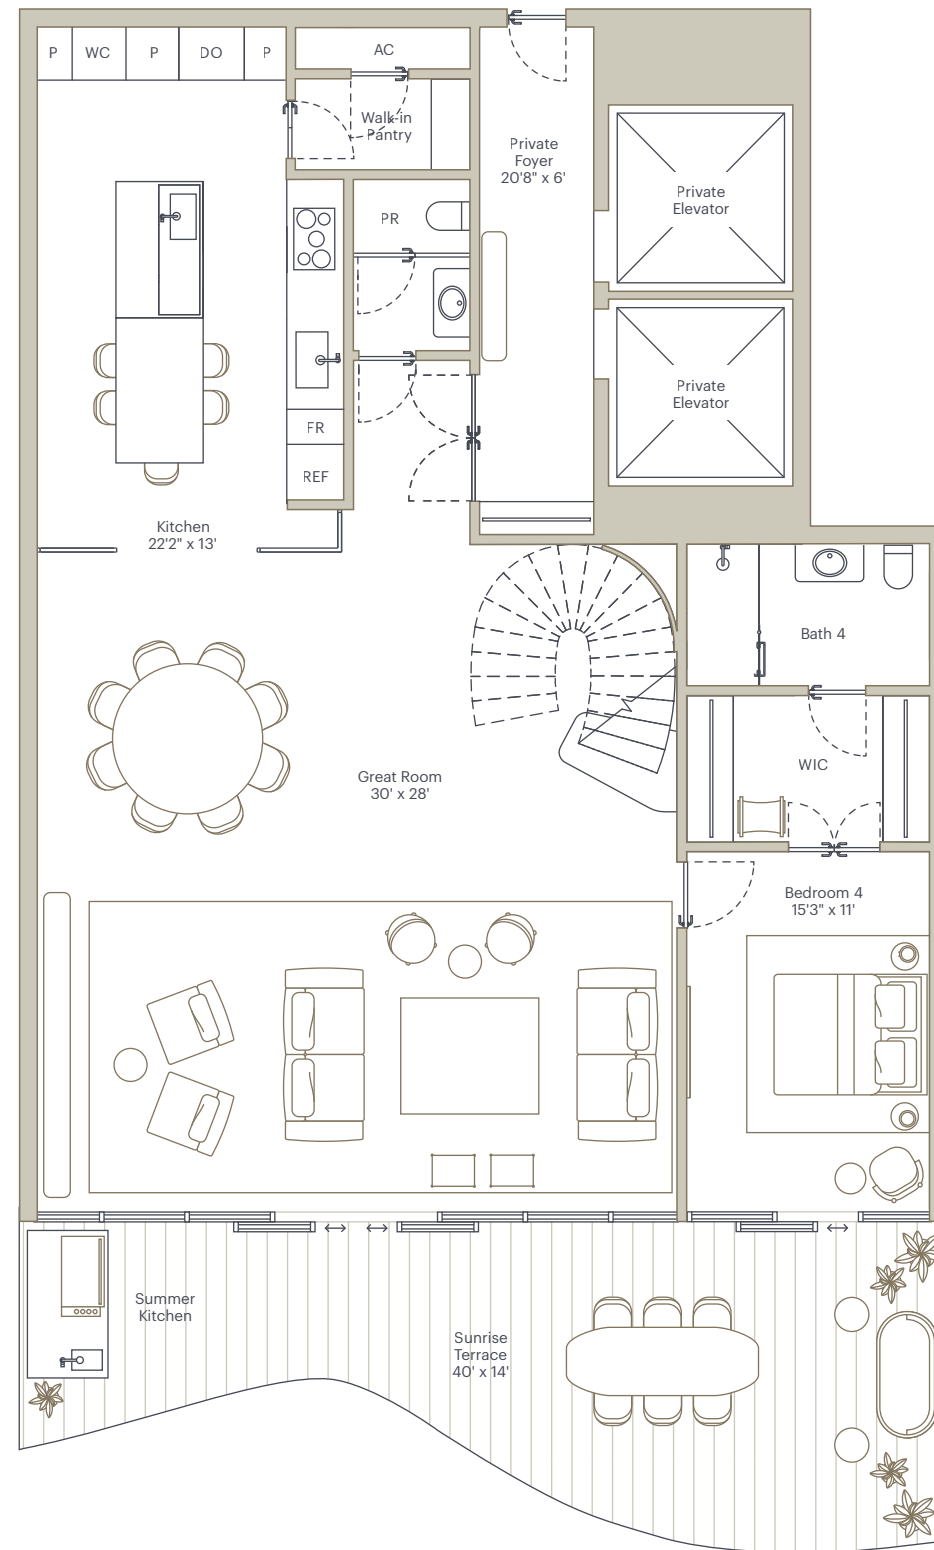 P
WC
P
DO
P
AC
Walk-in
Pantry
Private
Foyer
20'8" x 6'
Private
Elevator
PR
Private
Elevator
FR
REF
Kitchen
22'2" x 13'
Bath 4
WIC
Great Room
30' x 28'
Bedroom 4
15'3" x 11'
Summer
Kitchen
Sunrise
Terrace
40' x 14'